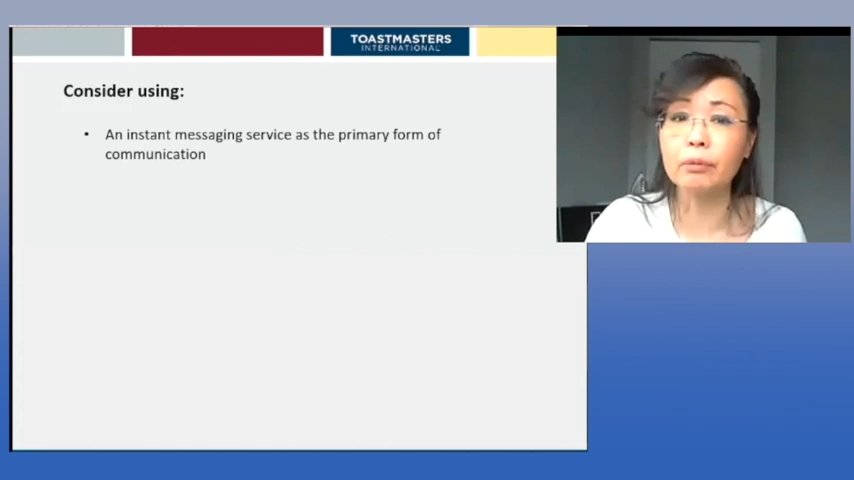 TOASTMASTERS
INTERNATIONAL
Consider using:
• An instant messaging service as the primary form of
communication